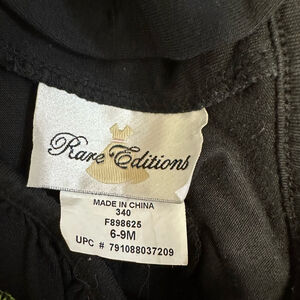 Rare Editions
MADE IN CHINA
340
F898625
6-9M
UPC # 791088037209